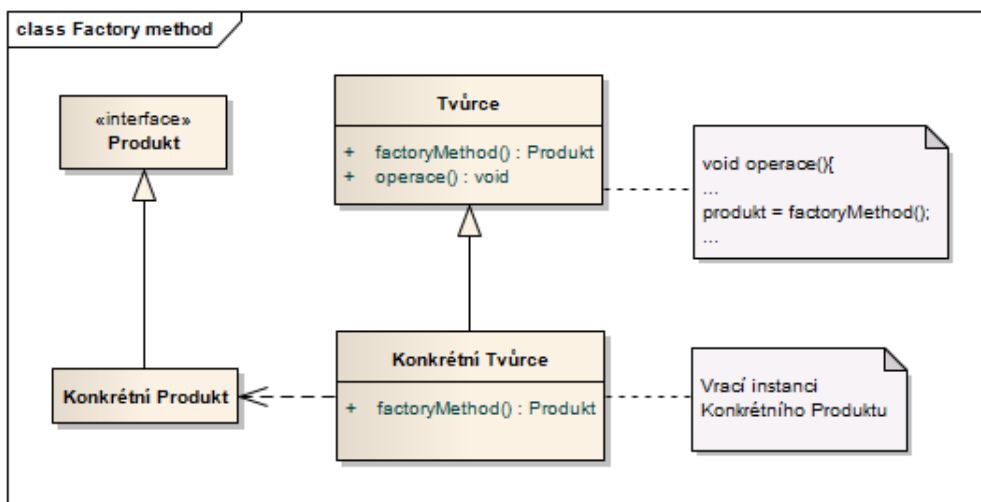 class Factory method
«interface»
Produkt
Tvůrce
+ factoryMethod() : Produkt
+ operace() : void
void operace(){
...
produkt = factoryMethod();
...
Konkrétní Produkt
Konkrétní Tvůrce
+ factoryMethod() : Produkt
Vrací instanci
Konkrétního Produktu